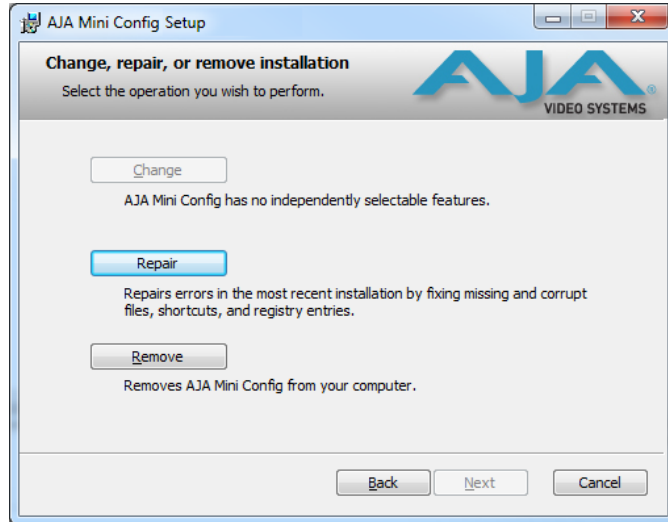 AJA Mini Config Setup
Change, repair, or remove installation
Select the operation you wish to perform.
AJA
VIDEO SYSTEMS
Change
AJA Mini Config has no independently selectable features.
Repair
Repairs errors in the most recent installation by fixing missing and corrupt
files, shortcuts, and registry entries.
Remove
Removes AJA Mini Config from your computer.
Back
Next
Cancel